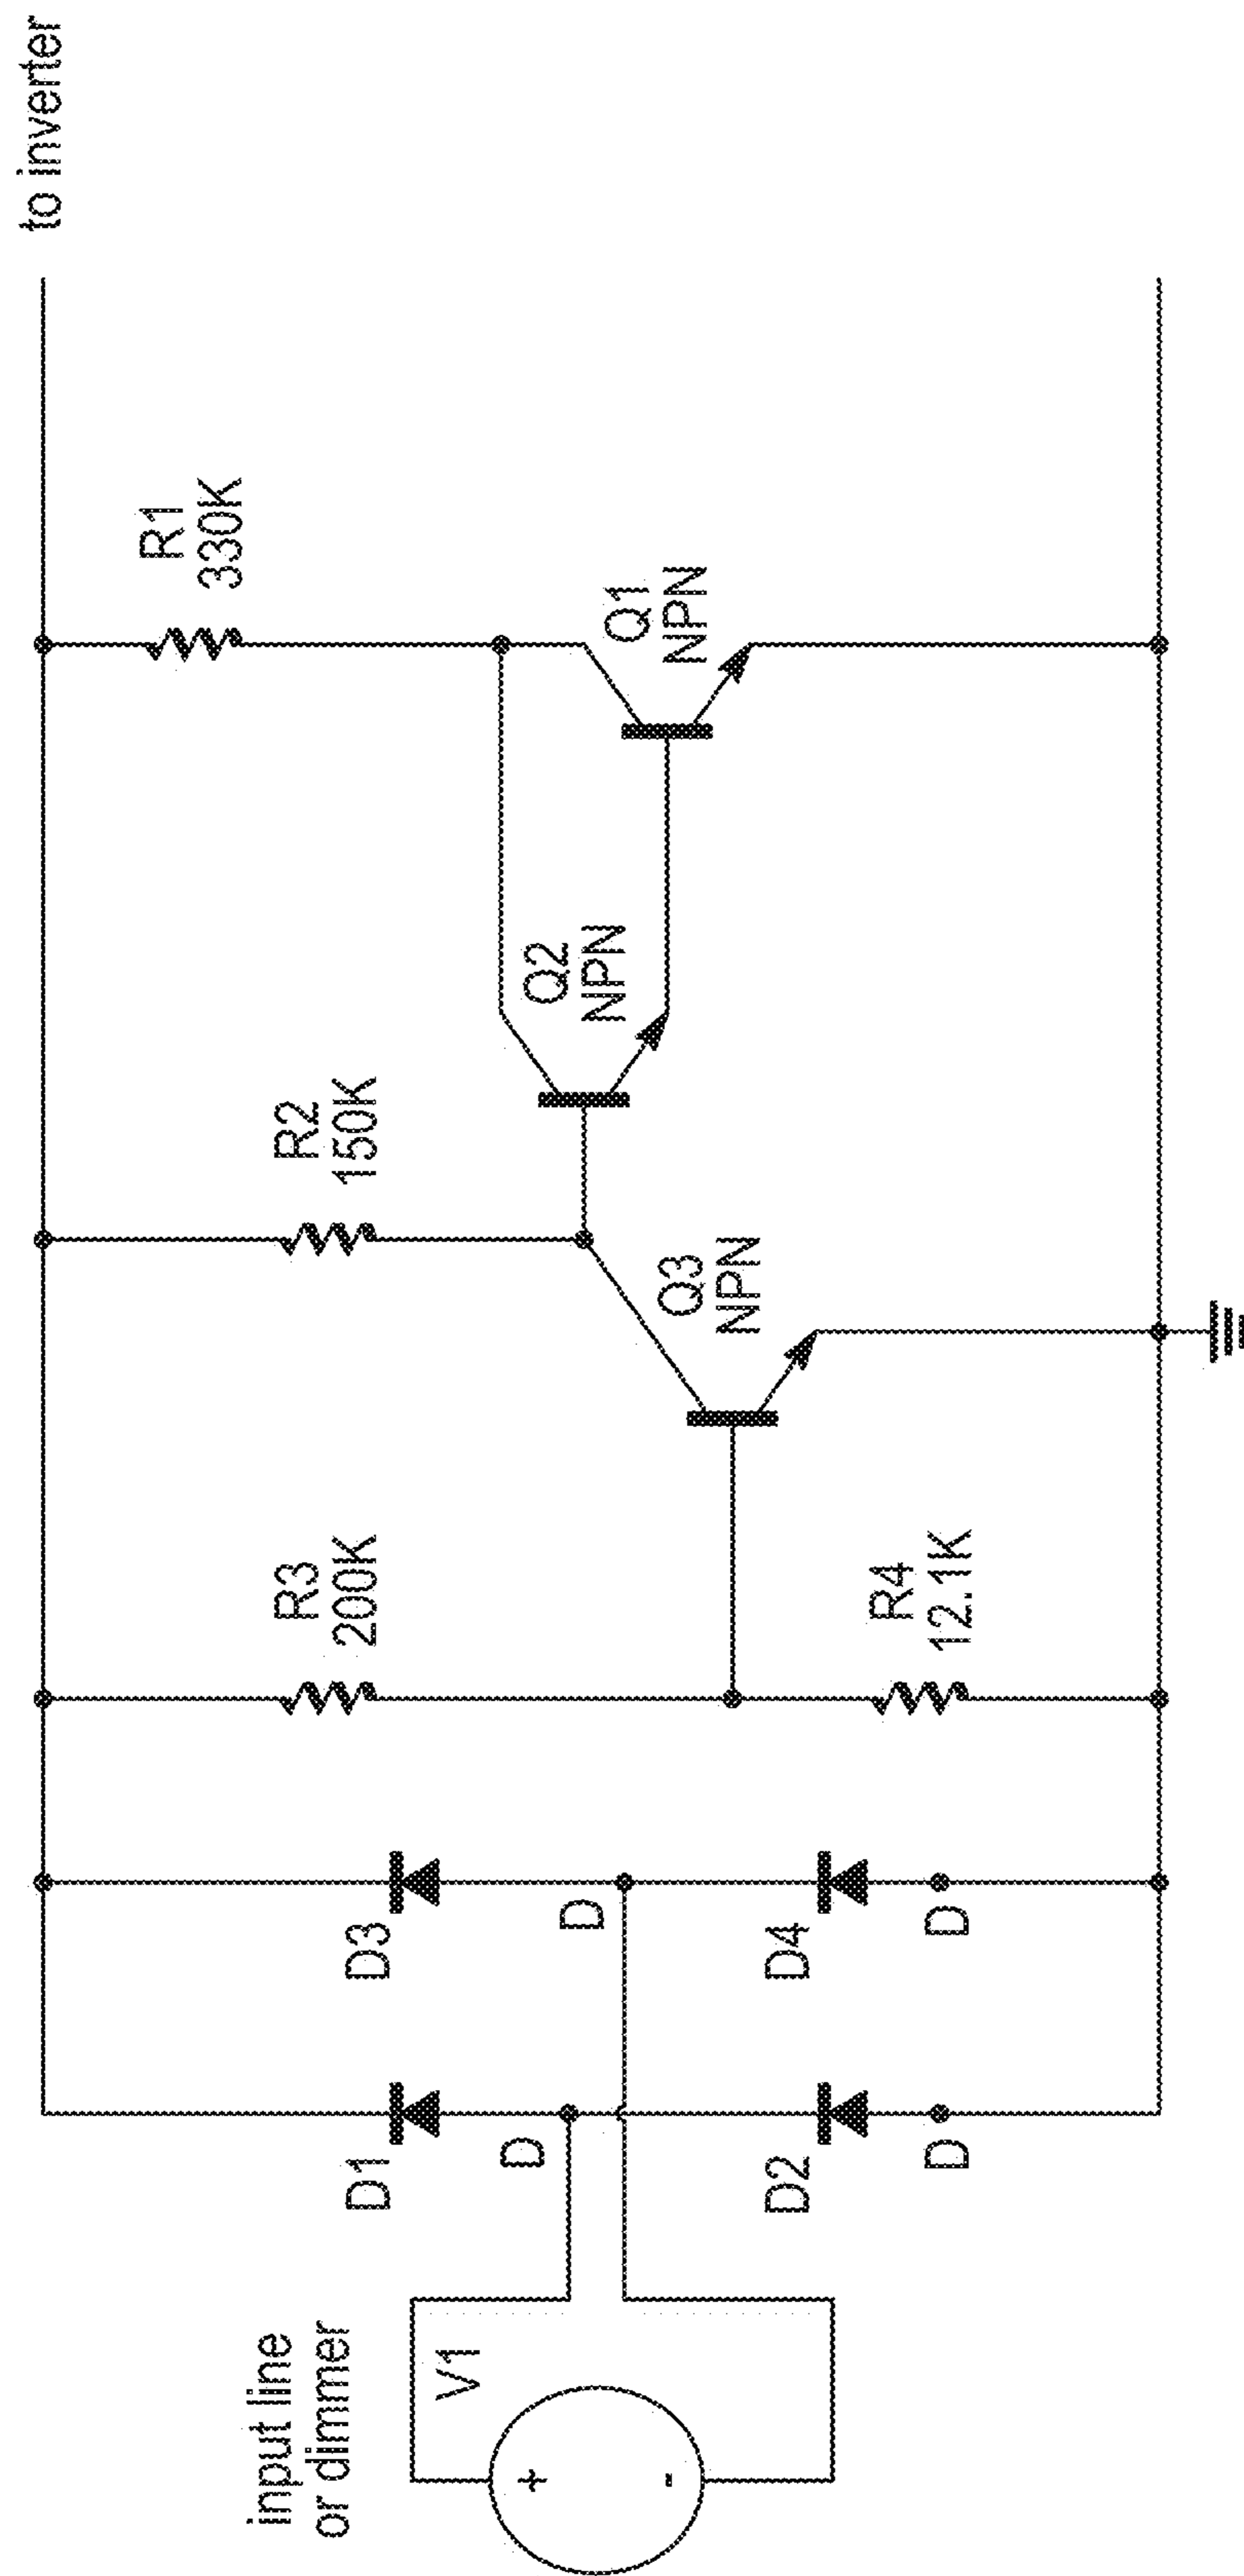 input line
or dimmer
V1
+
-
D1
D
D2
D
D3
D
D4
D
R3
200K
R4
12.1K
R2
150K
Q3
NPN
Q2
NPN
R1
330K
Q1
NPN
to inverter